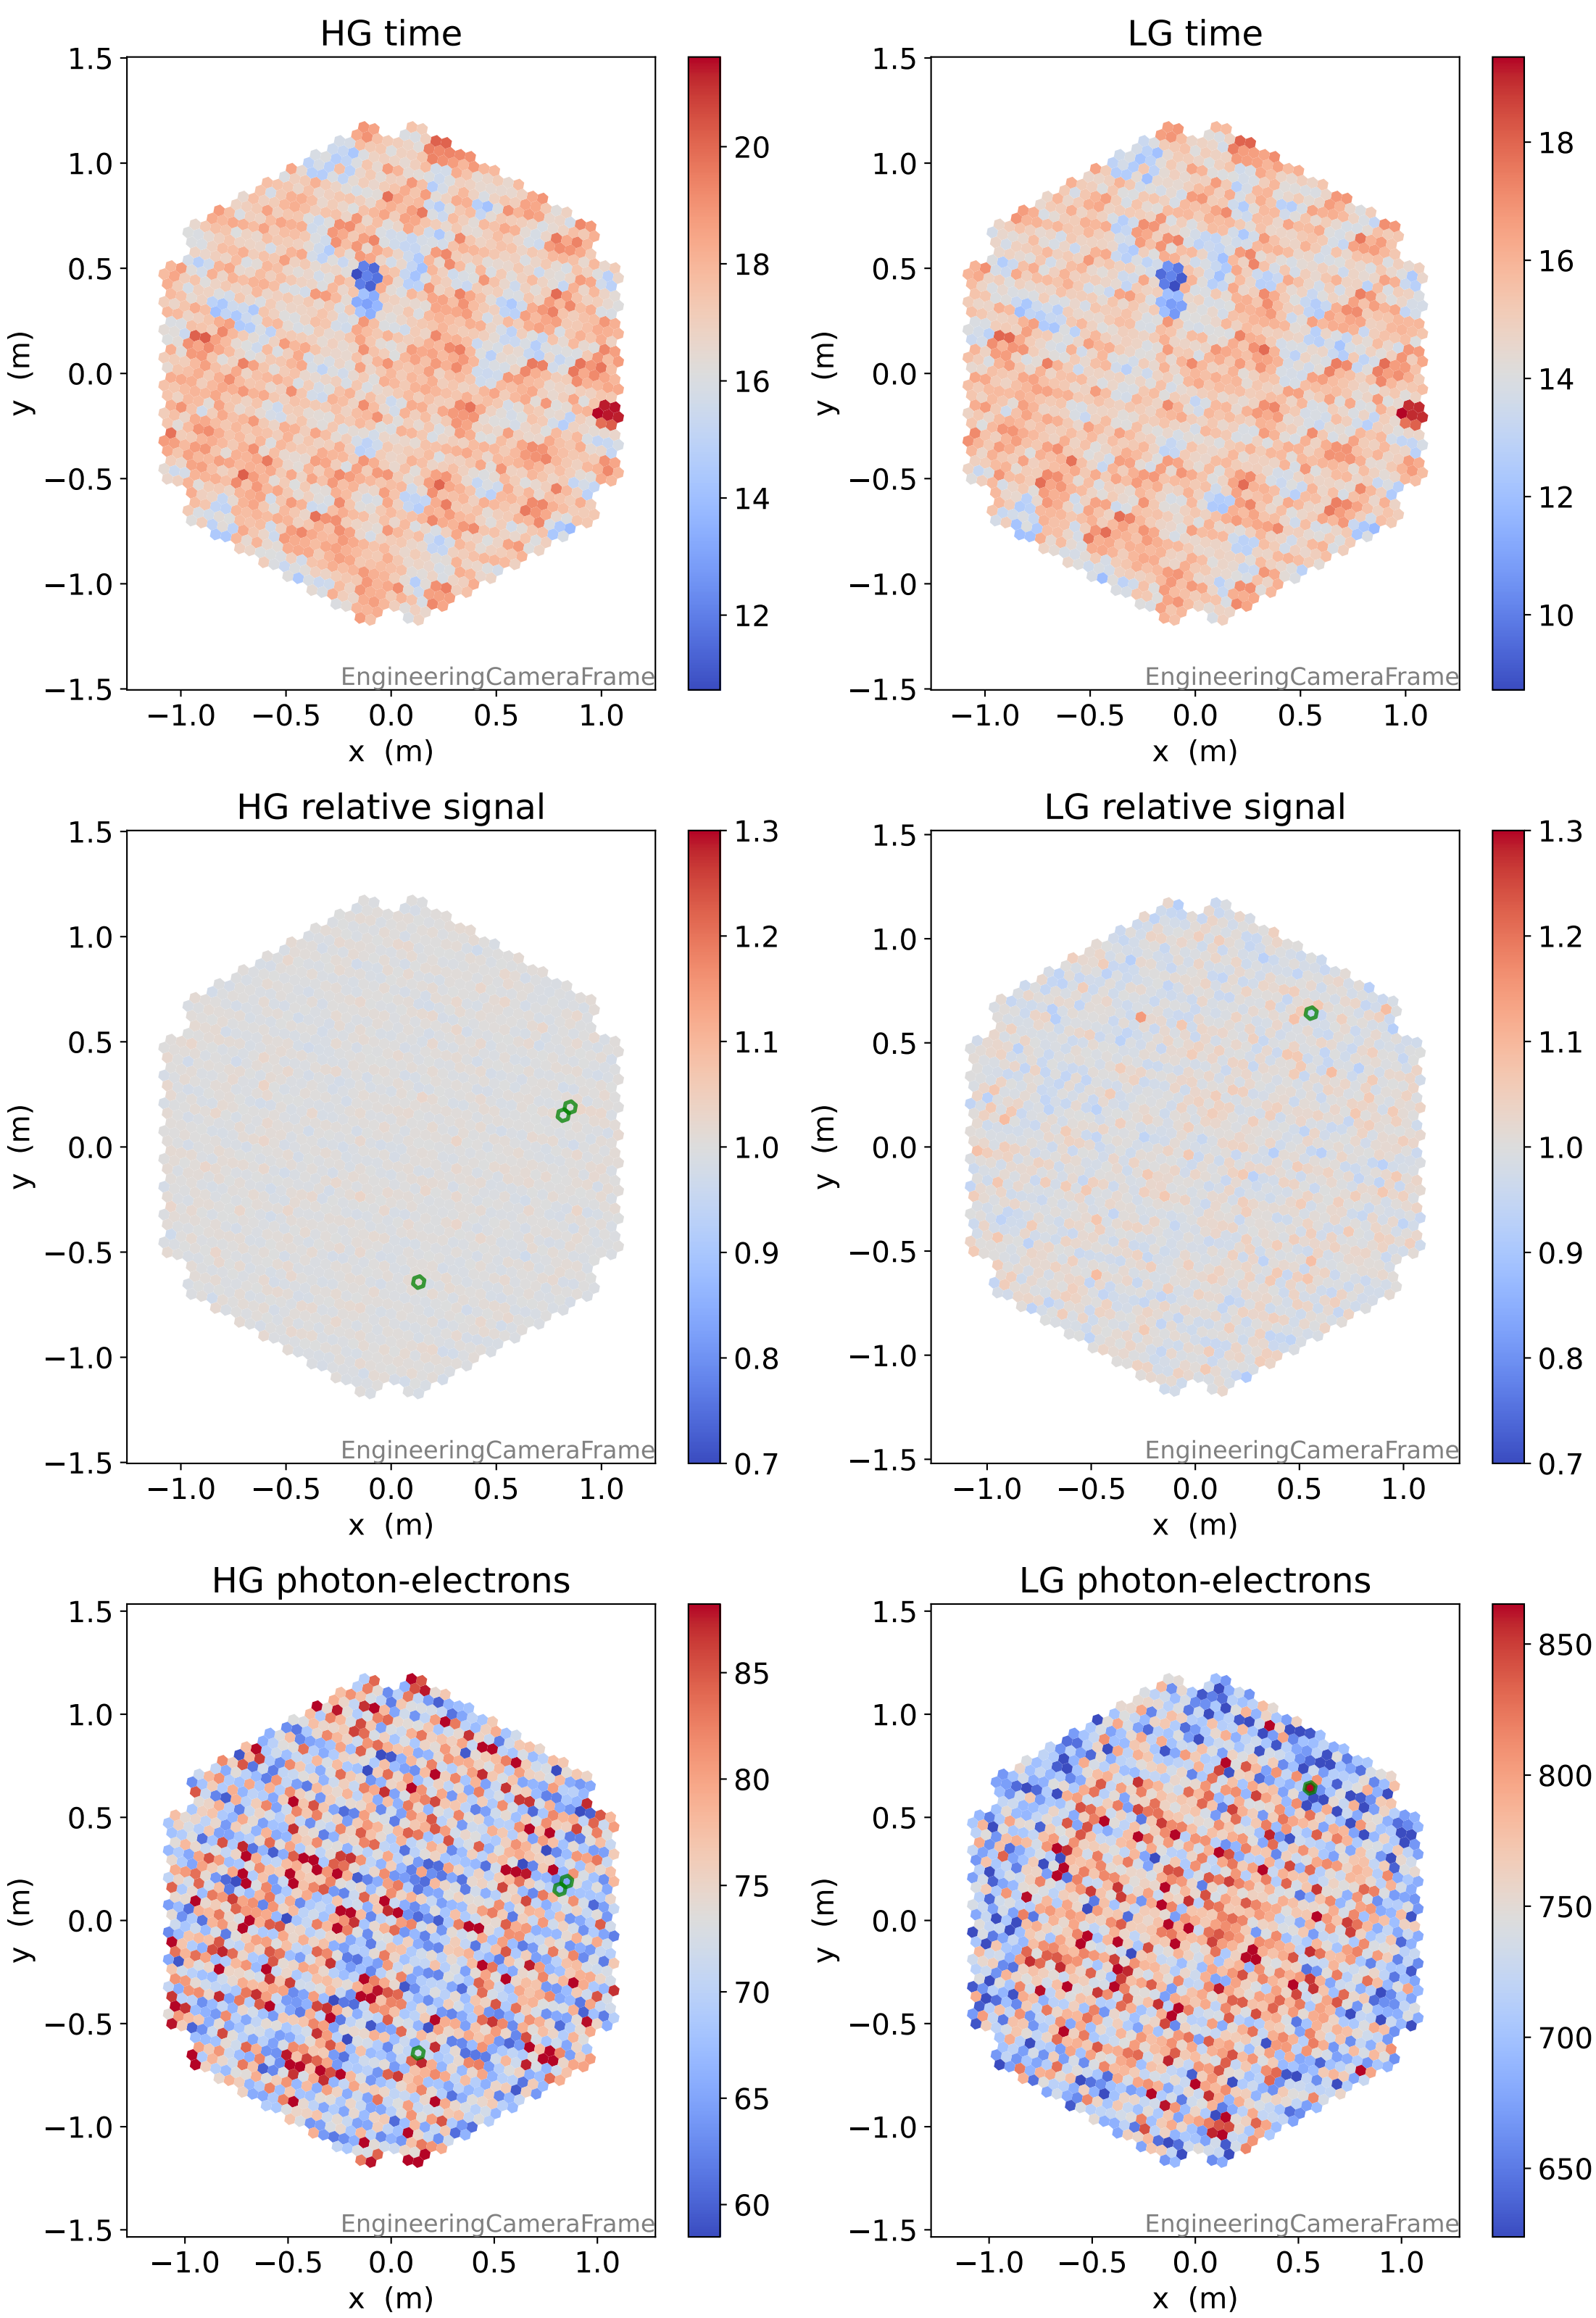 HG time
LG time
1.5
1.0
0.5
0.0
−0.5
−1.0
−1.5
y (m)
−1.0 −0.5 0.0 0.5 1.0
x (m)
EngineeringCameraFrame
20
18
16
14
12
1.5
1.0
0.5
0.0
−0.5
−1.0
−1.5
y (m)
−1.0 −0.5 0.0 0.5 1.0
x (m)
EngineeringCameraFrame
18
16
14
12
10
HG relative signal
LG relative signal
1.5
1.0
0.5
0.0
−0.5
−1.0
−1.5
y (m)
−1.0 −0.5 0.0 0.5 1.0
x (m)
EngineeringCameraFrame
1.3
1.2
1.1
1.0
0.9
0.8
0.7
1.5
1.0
0.5
0.0
−0.5
−1.0
−1.5
y (m)
−1.0 −0.5 0.0 0.5 1.0
x (m)
EngineeringCameraFrame
1.3
1.2
1.1
1.0
0.9
0.8
0.7
HG photon-electrons
LG photon-electrons
1.5
1.0
0.5
0.0
−0.5
−1.0
−1.5
y (m)
−1.0 −0.5 0.0 0.5 1.0
x (m)
EngineeringCameraFrame
85
80
75
70
65
60
1.5
1.0
0.5
0.0
−0.5
−1.0
−1.5
y (m)
−1.0 −0.5 0.0 0.5 1.0
x (m)
EngineeringCameraFrame
850
800
750
700
650